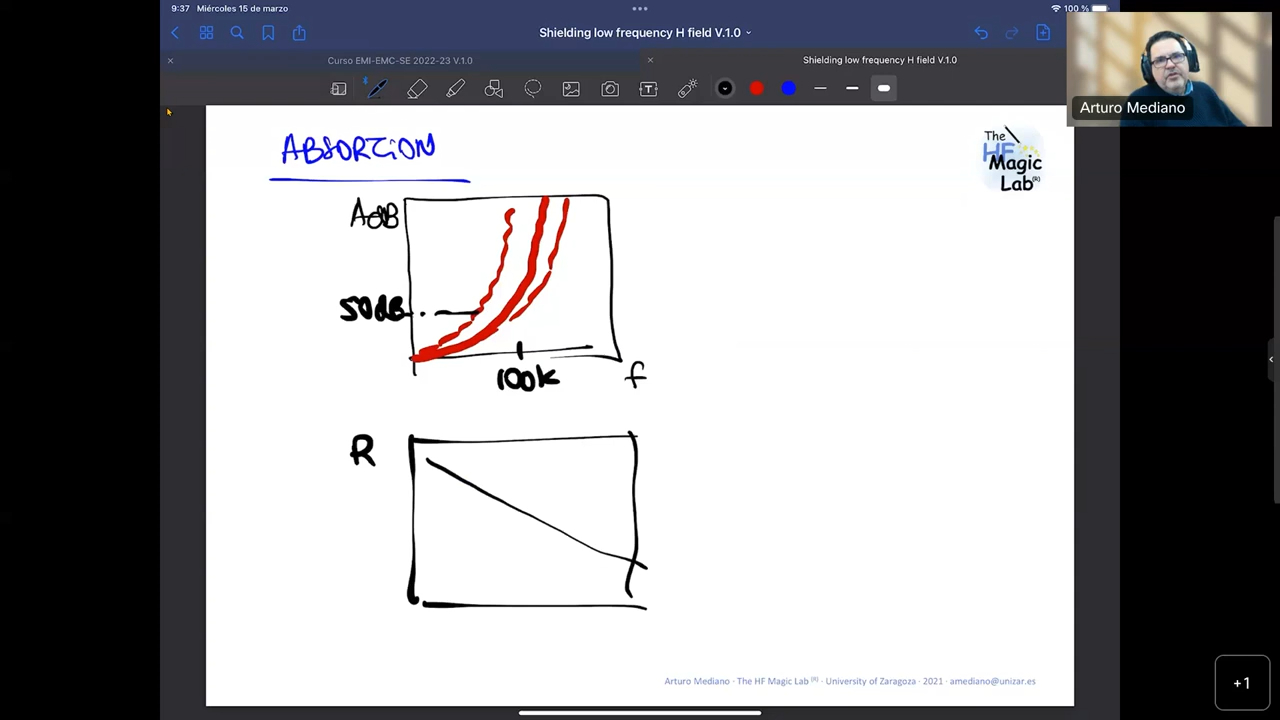 9:37 Miércoles 15 de marzo
100 %
Shielding low frequency H field V.1.0
Curso EMI-EMC-SE 2022-23 V.1.0
Shielding low frequency H field V.1.0
Arturo Mediano
ABSORCION
The
HF
Magic
Lab(R)
AdB
50dB
100k
f
R
Arturo Mediano · The HF Magic Lab (R) · University of Zaragoza · 2021 · amediano@unizar.es
+1